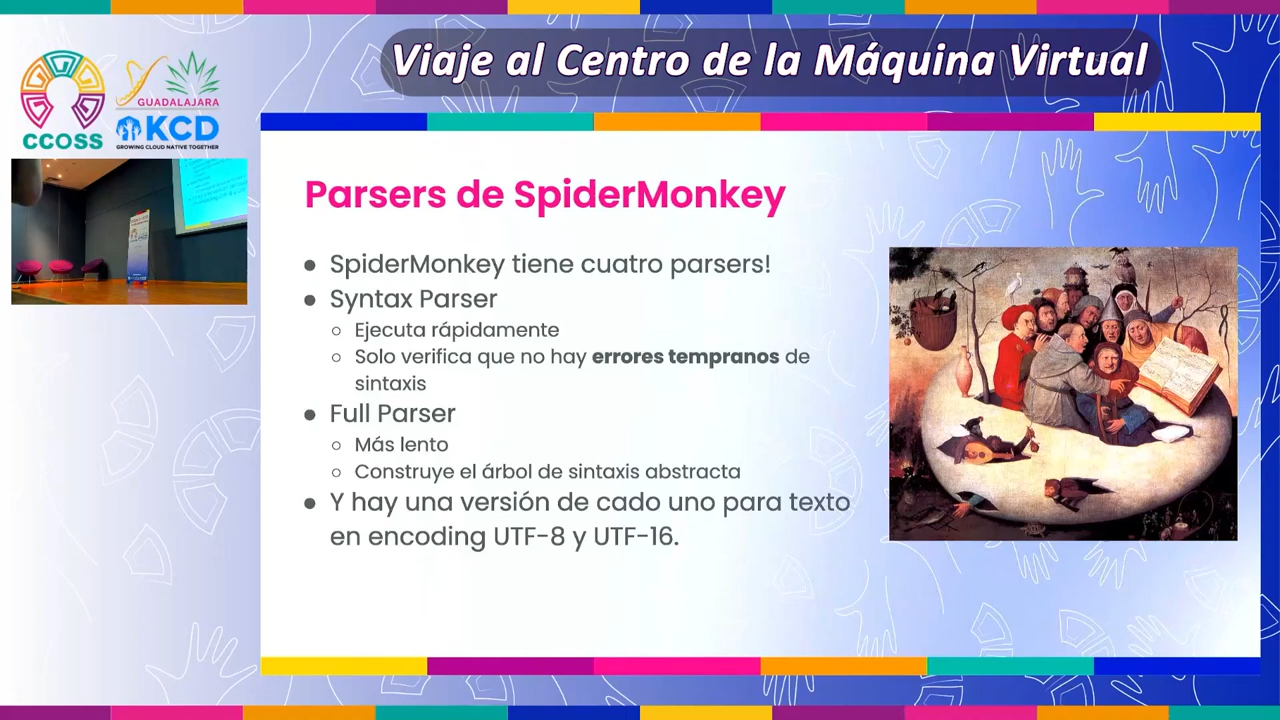 Viaje al Centro de la Máquina Virtual
CCOSS
GUADALAJARA
KCD
GROWING CLOUD NATIVE TOGETHER
Parsers de SpiderMonkey
● SpiderMonkey tiene cuatro parsers!
● Syntax Parser
○ Ejecuta rápidamente
○ Solo verifica que no hay errores tempranos de
sintaxis
● Full Parser
○ Más lento
○ Construye el árbol de sintaxis abstracta
● Y hay una versión de cado uno para texto
en encoding UTF-8 y UTF-16.